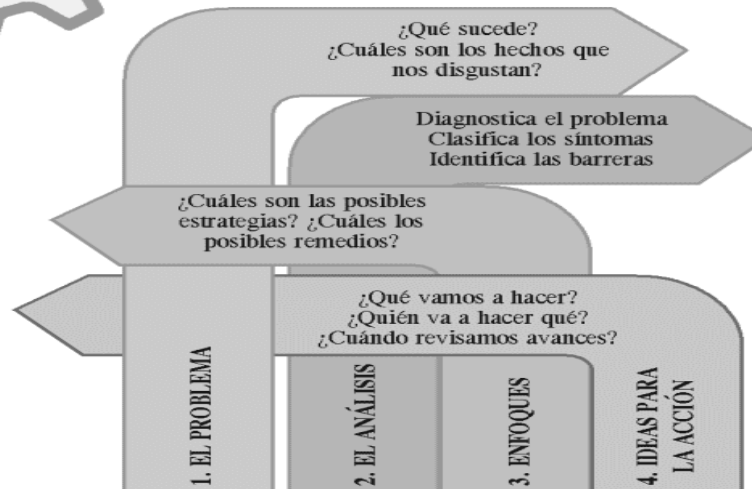 ¿Qué sucede?
¿Cuáles son los hechos que
nos disgustan?
Diagnostica el problema
Clasifica los síntomas
Identifica las barreras
¿Cuáles son las posibles
estrategias? ¿Cuáles los
posibles remedios?
¿Qué vamos a hacer?
¿Quién va a hacer qué?
¿Cuándo revisamos avances?
1. EL PROBLEMA
2. EL ANÁLISIS
3. ENFOQUES
4. IDEAS PARA
LA ACCIÓN